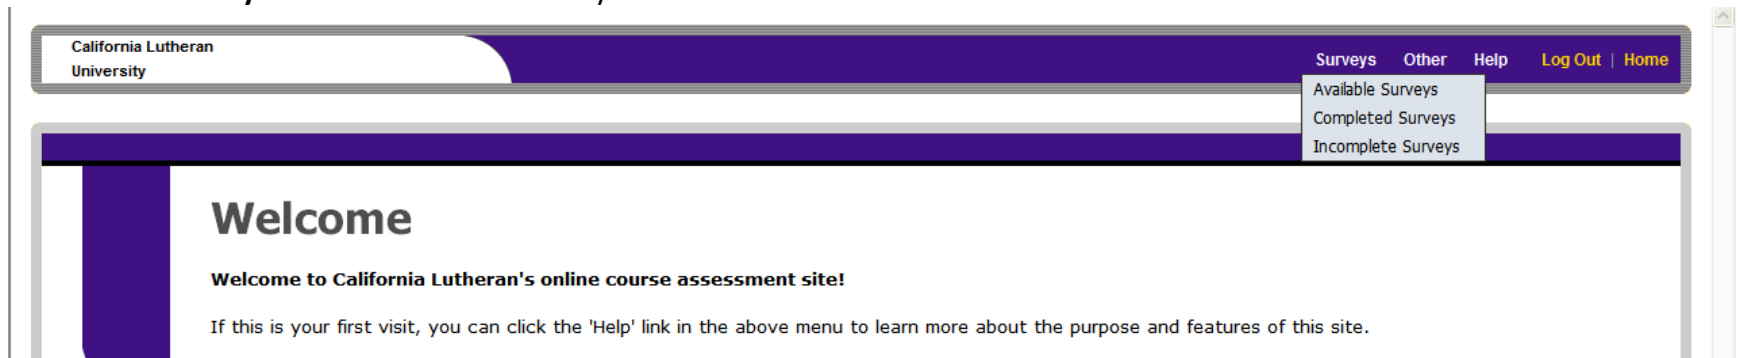 California Lutheran
University
Surveys Other Help Log Out | Home
Available Surveys
Completed Surveys
Incomplete Surveys
Welcome
Welcome to California Lutheran's online course assessment site!
If this is your first visit, you can click the 'Help' link in the above menu to learn more about the purpose and features of this site.